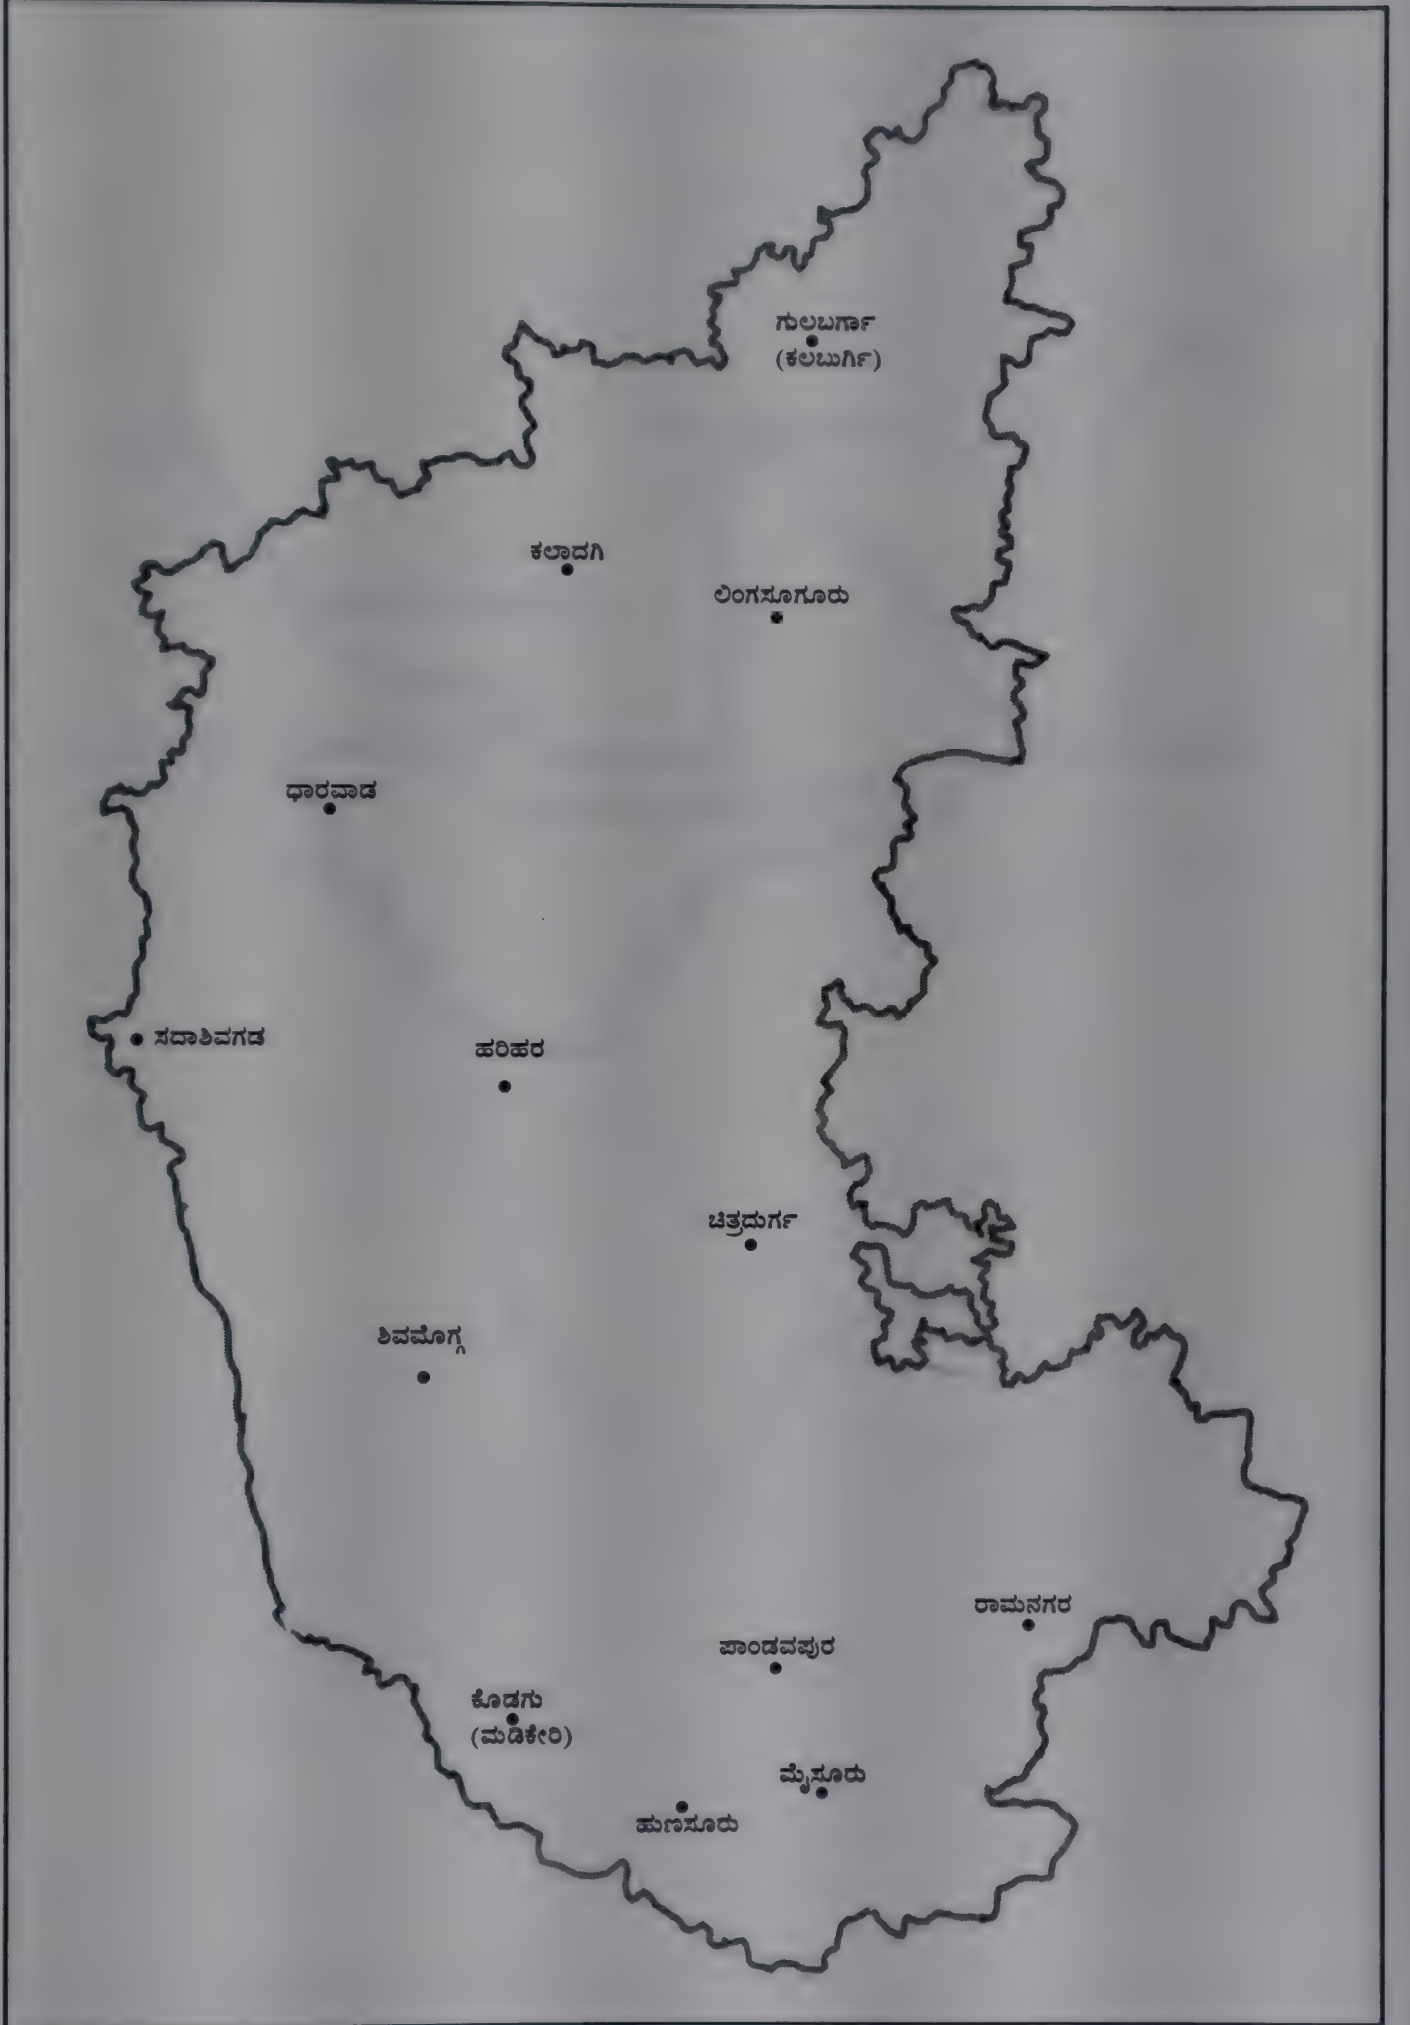 ಗುಲಬರ್ಗಾ
(ಕಲಬುರ್ಗಿ)
ಕಲಾದಗಿ
ಲಿಂಗಸೂಗೂರು
ಧಾರವಾಡ
ಸದಾಶಿವಗಡ
ಹರಿಹರ
ಚಿತ್ರದುರ್ಗ
ಶಿವಮೊಗ್ಗ
ರಾಮನಗರ
ಪಾಂಡವಪುರ
ಕೊಡಗು
(ಮಡಿಕೇರಿ)
ಮೈಸೂರು
ಹುಣಸೂರು